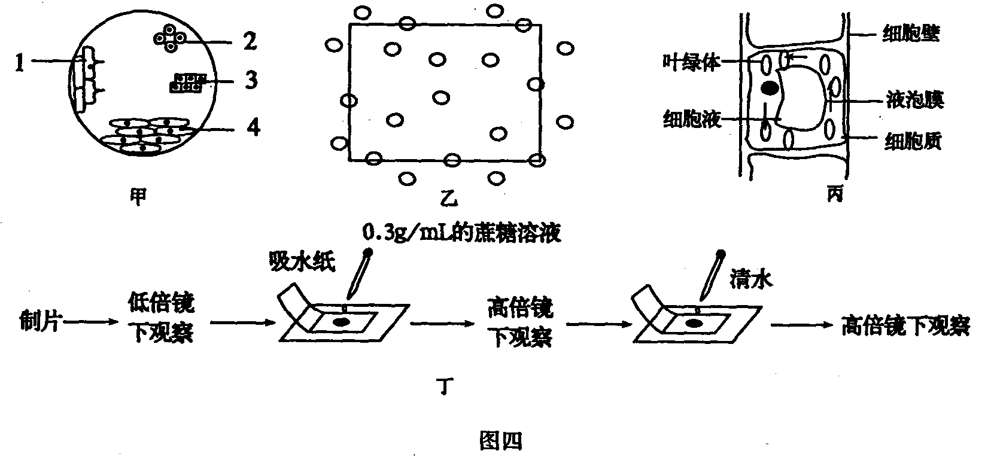 1
2
3
4
甲
乙
叶绿体
细胞液
细胞壁
液泡膜
细胞质
丙
0.3g/mL的蔗糖溶液
吸水纸
清水
制片
低倍镜
下观察
高倍镜
下观察
高倍镜下观察
丁
图四